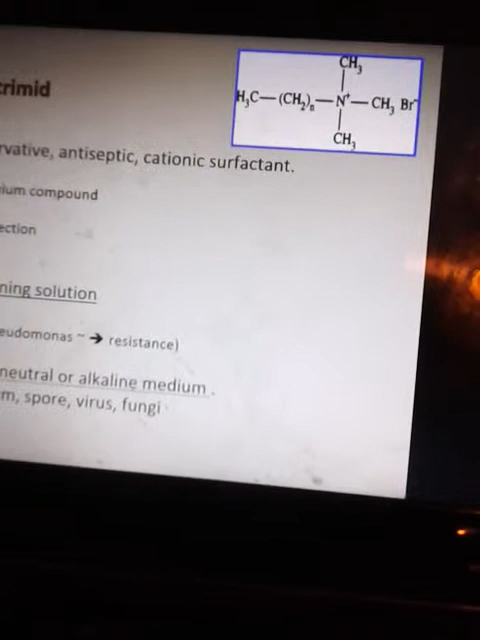 rimid
CH₃
H₃C—(CH₂)ₙ—N⁺—CH₃ Br⁻
CH₃
rvative, antiseptic, cationic surfactant.
ium compound
ection
ning solution
eudomonas ~ → resistance)
neutral or alkaline medium .
m, spore, virus, fungi